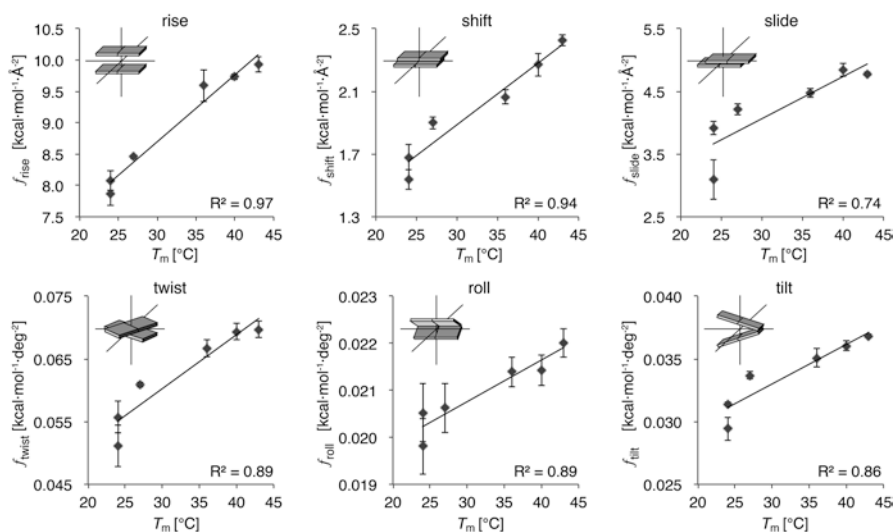 rise
10.5
10.0
9.5
9.0
8.5
8.0
7.5
f_rise [kcal·mol⁻¹·Å⁻²]
R² = 0.97
20 25 30 35 40 45
T_m [°C]
shift
2.5
2.1
1.7
1.3
f_shift [kcal·mol⁻¹·Å⁻²]
R² = 0.94
20 25 30 35 40 45
T_m [°C]
slide
5.5
4.5
3.5
2.5
f_slide [kcal·mol⁻¹·Å⁻²]
R² = 0.74
20 25 30 35 40 45
T_m [°C]
twist
0.075
0.065
0.055
0.045
f_twist [kcal·mol⁻¹·deg⁻²]
R² = 0.89
20 25 30 35 40 45
T_m [°C]
roll
0.023
0.022
0.021
0.020
0.019
f_roll [kcal·mol⁻¹·deg⁻²]
R² = 0.89
20 25 30 35 40 45
T_m [°C]
tilt
0.040
0.035
0.030
0.025
f_tilt [kcal·mol⁻¹·deg⁻²]
R² = 0.86
20 25 30 35 40 45
T_m [°C]